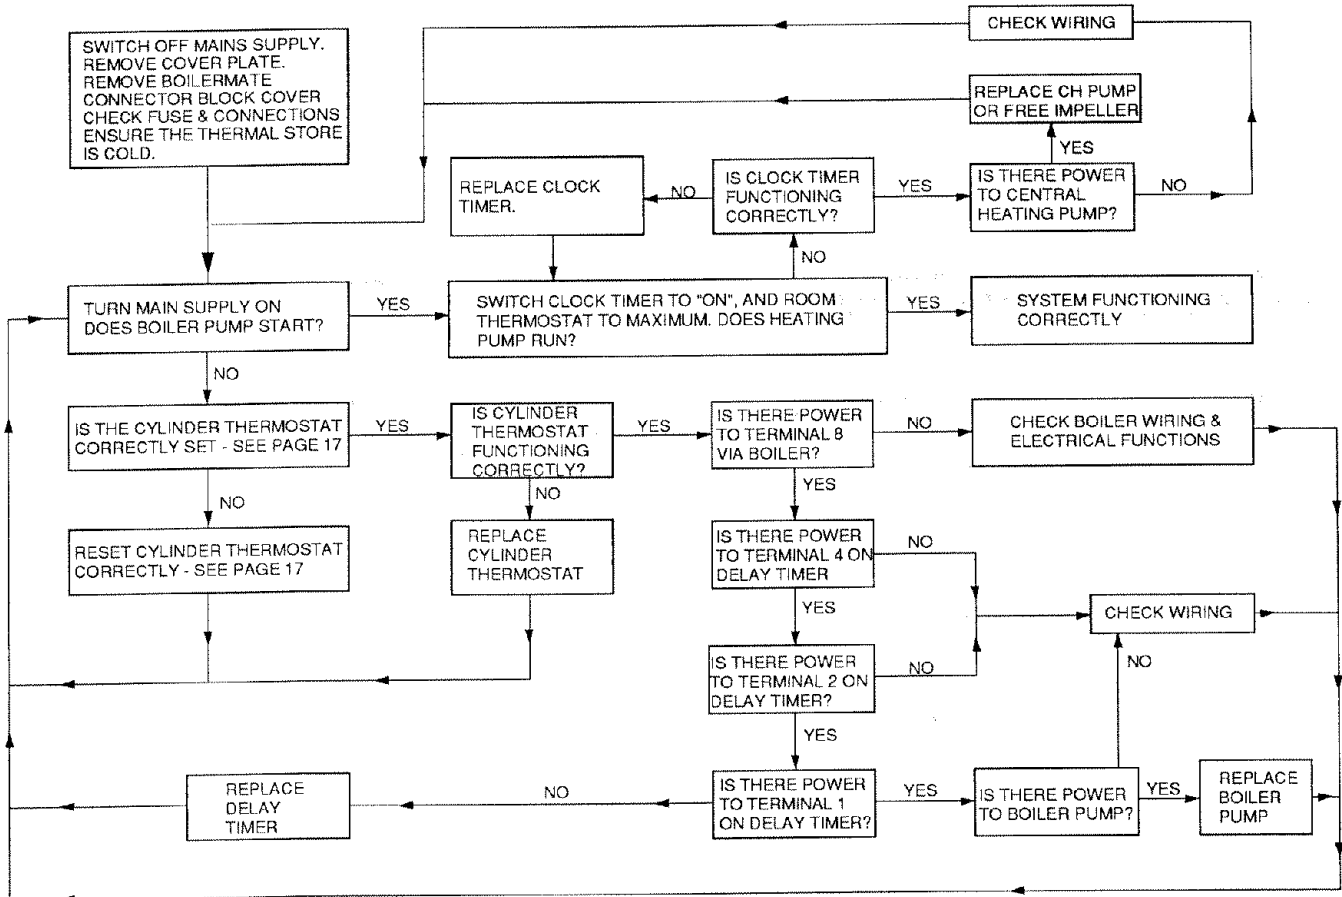 CHECK WIRING
SWITCH OFF MAINS SUPPLY.
REMOVE COVER PLATE.
REMOVE BOILERMATE
CONNECTOR BLOCK COVER
CHECK FUSE & CONNECTIONS
ENSURE THE THERMAL STORE
IS COLD.
REPLACE CH PUMP
OR FREE IMPELLER
YES
REPLACE CLOCK
TIMER.
NO
IS CLOCK TIMER
FUNCTIONING
CORRECTLY?
YES
IS THERE POWER
TO CENTRAL
HEATING PUMP?
NO
NO
TURN MAIN SUPPLY ON
DOES BOILER PUMP START?
YES
SWITCH CLOCK TIMER TO "ON", AND ROOM
THERMOSTAT TO MAXIMUM. DOES HEATING
PUMP RUN?
YES
SYSTEM FUNCTIONING
CORRECTLY
NO
IS THE CYLINDER THERMOSTAT
CORRECTLY SET - SEE PAGE 17
YES
IS CYLINDER
THERMOSTAT
FUNCTIONING
CORRECTLY?
YES
IS THERE POWER
TO TERMINAL 8
VIA BOILER?
NO
CHECK BOILER WIRING &
ELECTRICAL FUNCTIONS
NO
NO
YES
RESET CYLINDER THERMOSTAT
CORRECTLY - SEE PAGE 17
REPLACE
CYLINDER
THERMOSTAT
IS THERE POWER
TO TERMINAL 4 ON
DELAY TIMER
NO
YES
CHECK WIRING
IS THERE POWER
TO TERMINAL 2 ON
DELAY TIMER?
NO
NO
YES
REPLACE
DELAY
TIMER
NO
IS THERE POWER
TO TERMINAL 1
ON DELAY TIMER?
YES
IS THERE POWER
TO BOILER PUMP?
YES
REPLACE
BOILER
PUMP